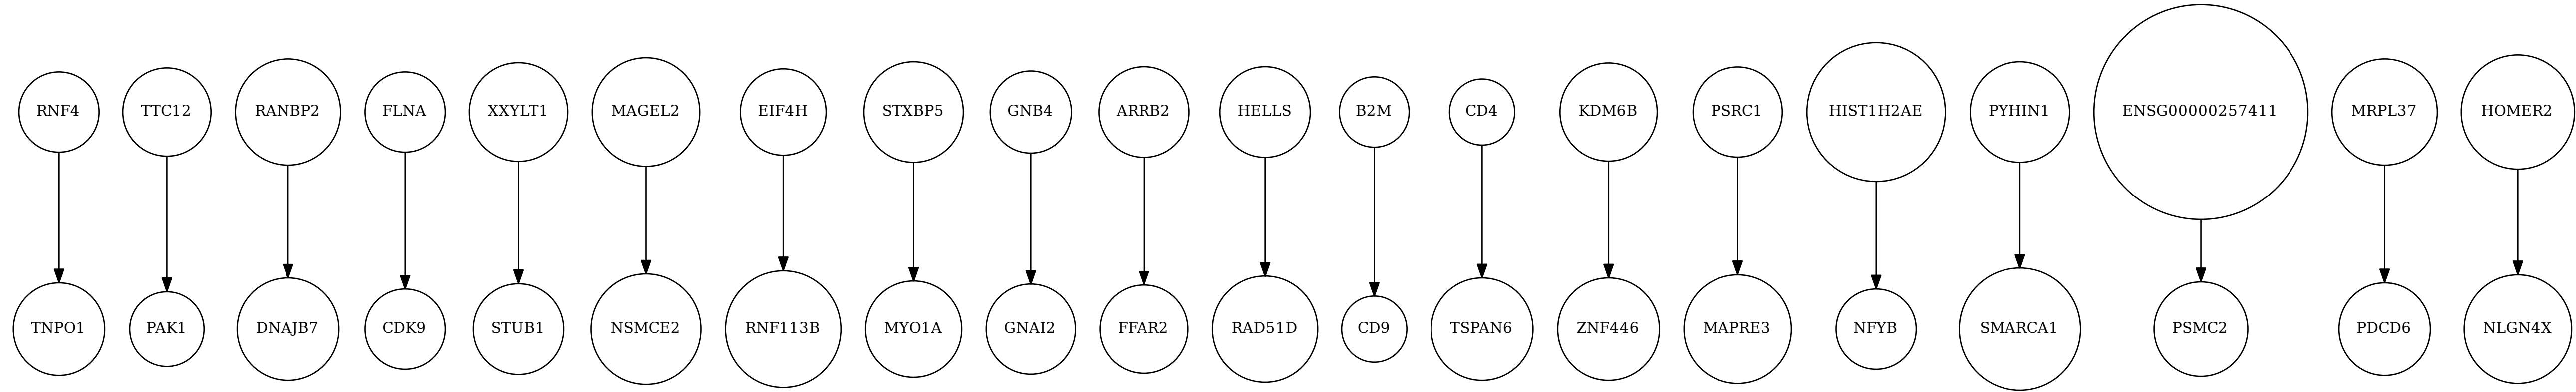 RNF4 TTC12 RANBP2 FLNA XXYLT1 MAGEL2 EIF4H STXBP5 GNB4 ARRB2 HELLS B2M CD4 KDM6B PSRC1 HIST1H2AE PYHIN1 ENSG00000257411 MRPL37 HOMER2
TNPO1 PAK1 DNAJB7 CDK9 STUB1 NSMCE2 RNF113B MYO1A GNAI2 FFAR2 RAD51D CD9 TSPAN6 ZNF446 MAPRE3 NFYB SMARCA1 PSMC2 PDCD6 NLGN4X